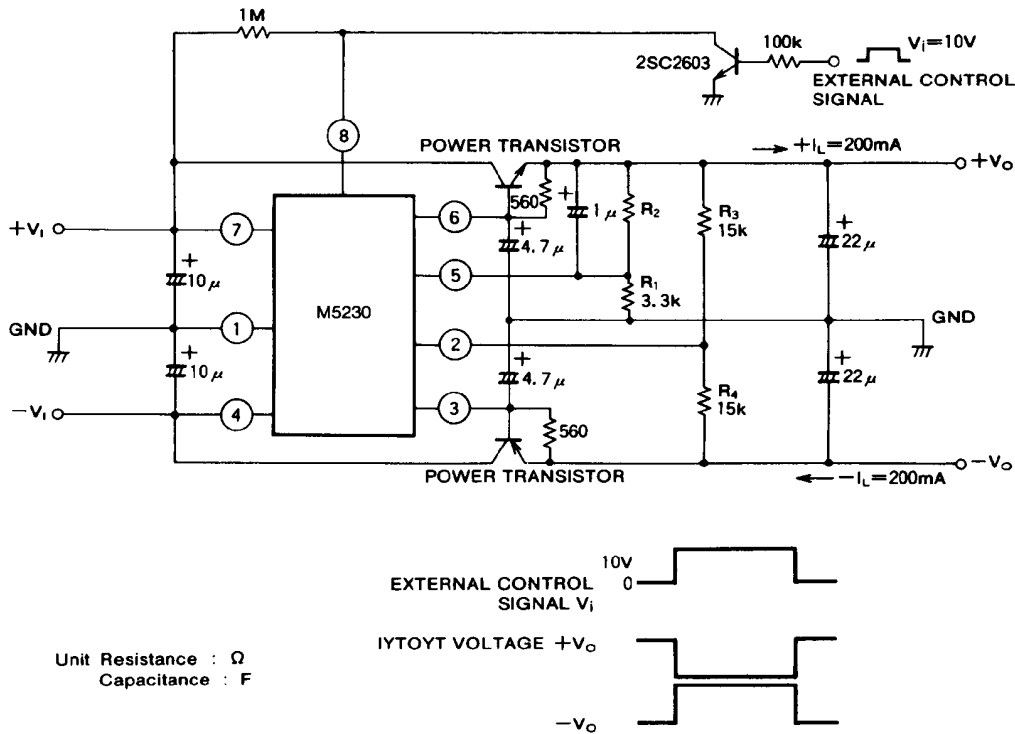 1M
100k
Vi=10V
2SC2603
EXTERNAL CONTROL
SIGNAL
8
POWER TRANSISTOR
+IL=200mA
+VO
560
+
1μ
R2
R3
15k
6
+
4.7μ
+
22μ
+VI
7
5
R1
3.3k
+
10μ
M5230
GND
1
GND
2
+
10μ
+
4.7μ
+
22μ
R4
15k
−VI
4
3
560
POWER TRANSISTOR
−VO
−IL=200mA
10V
0
EXTERNAL CONTROL
SIGNAL Vi
IYTOYT VOLTAGE +VO
−VO
Unit Resistance : Ω
Capacitance : F